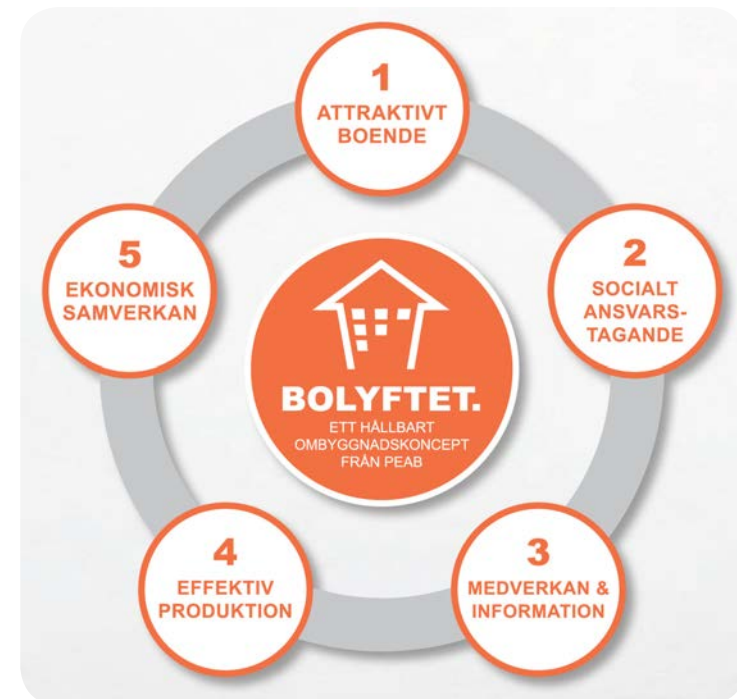 1
ATTRAKTIVT
BOENDE
2
SOCIALT
ANSVARS-
TAGANDE
3
MEDVERKAN &
INFORMATION
4
EFFEKTIV
PRODUKTION
5
EKONOMISK
SAMVERKAN
BOLYFTET.
ETT HÅLLBART
OMBYGGNADSKONCEPT
FRÅN PEAB